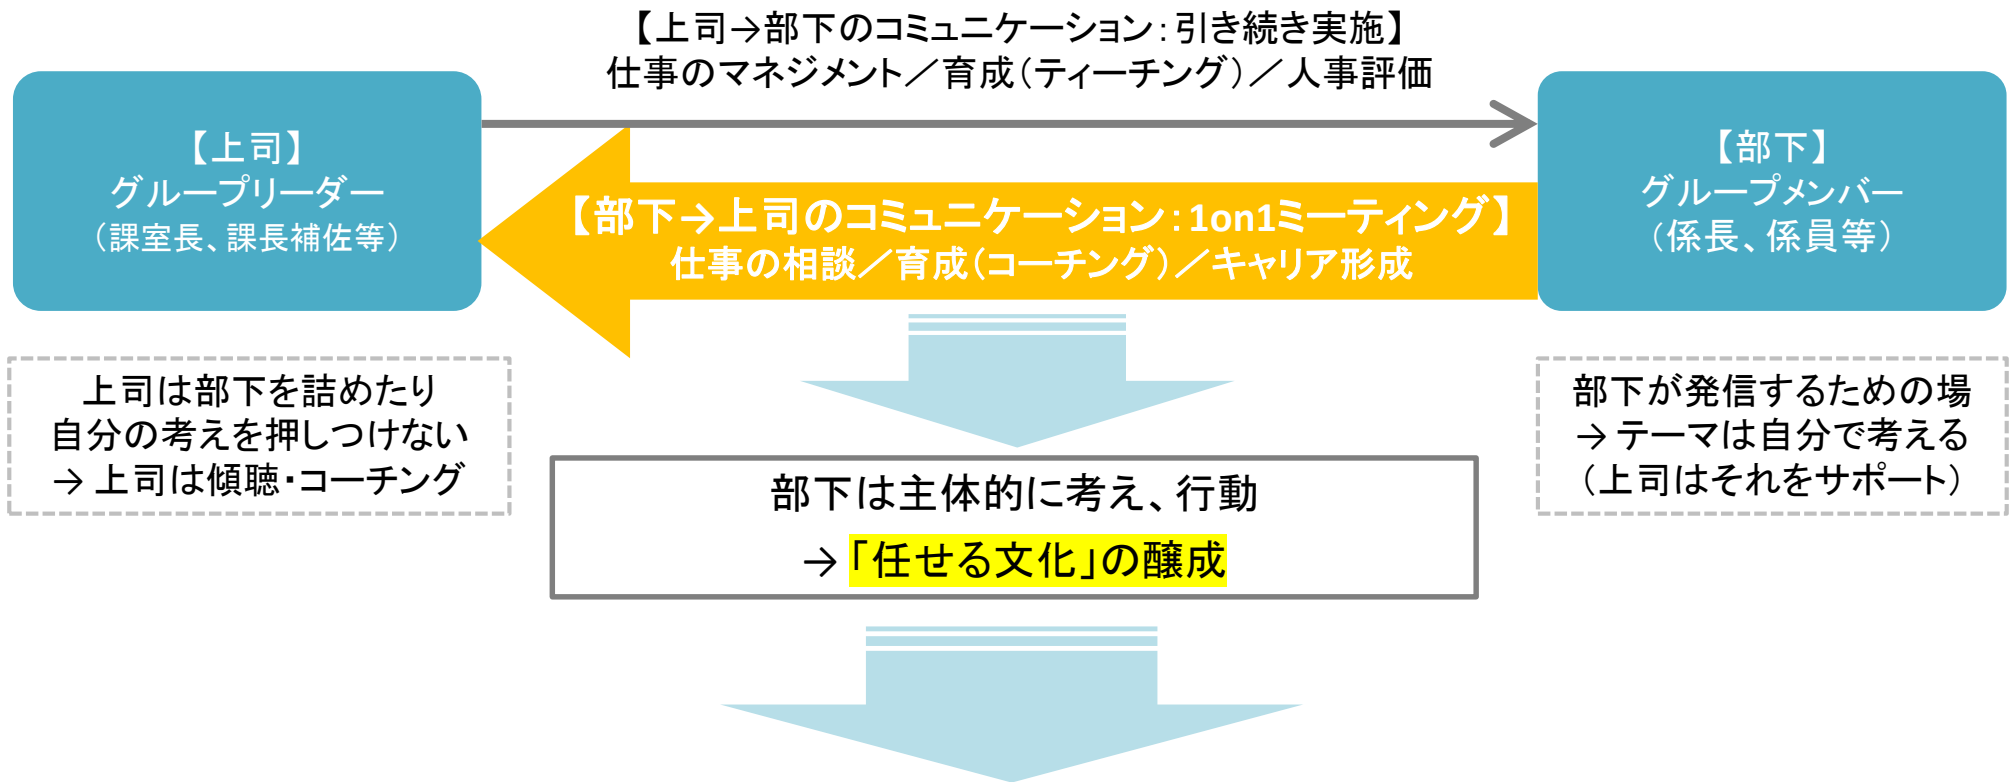 【上司→部下のコミュニケーション：引き続き実施】
仕事のマネジメント／育成（ティーチング）／人事評価
【上司】
グループリーダー
（課室長、課長補佐等）
【部下→上司のコミュニケーション：1on1ミーティング】
仕事の相談／育成（コーチング）／キャリア形成
【部下】
グループメンバー
（係長、係員等）
上司は部下を詰めたり
自分の考えを押しつけない
→ 上司は傾聴・コーチング
部下が発信するための場
→ テーマは自分で考える
（上司はそれをサポート）
部下は主体的に考え、行動
→ 「任せる文化」の醸成